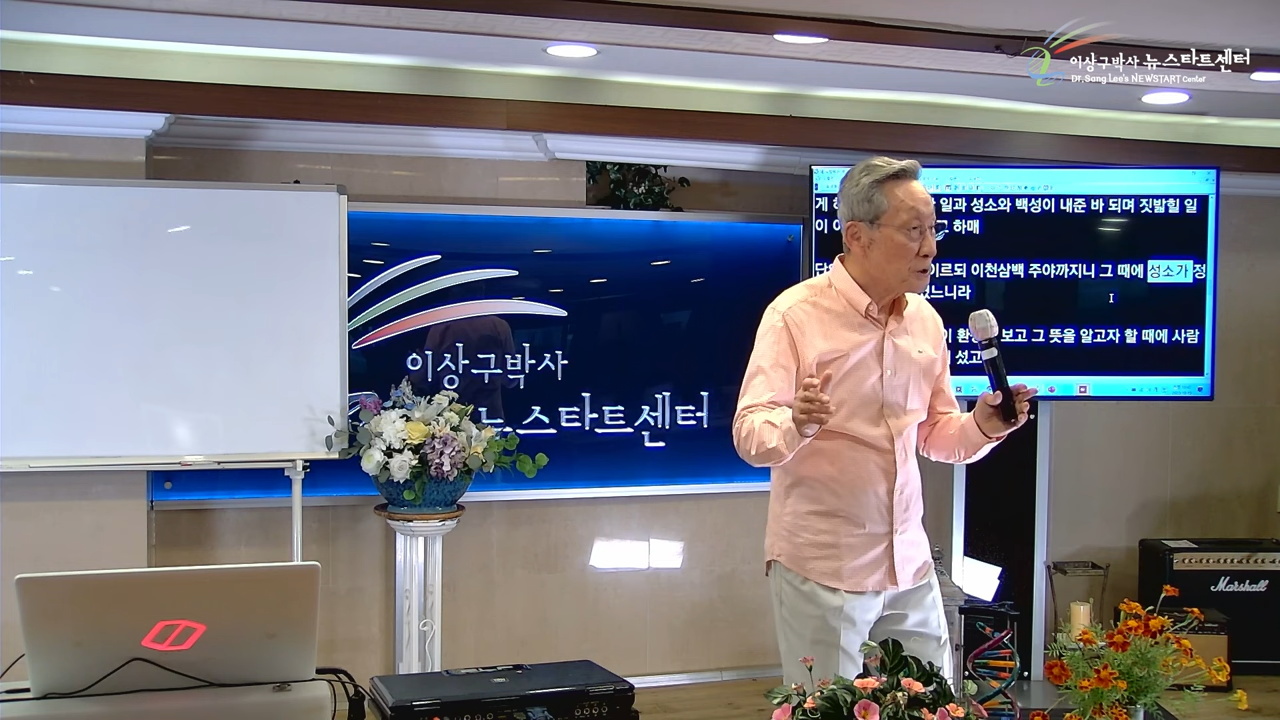 이상구박사 뉴스타트센터
Dr. Sang Lee's NEWSTART Center
게 일과 성소와 백성이 내준 바 되며 짓밟힐 일
이 하매
이르되 이천삼백 주야까지니 그 때에 성소가 정
느니라
보고 그 뜻을 알고자 할 때에 사람
섰고
이상구박사
뉴스타트센터
Marshall